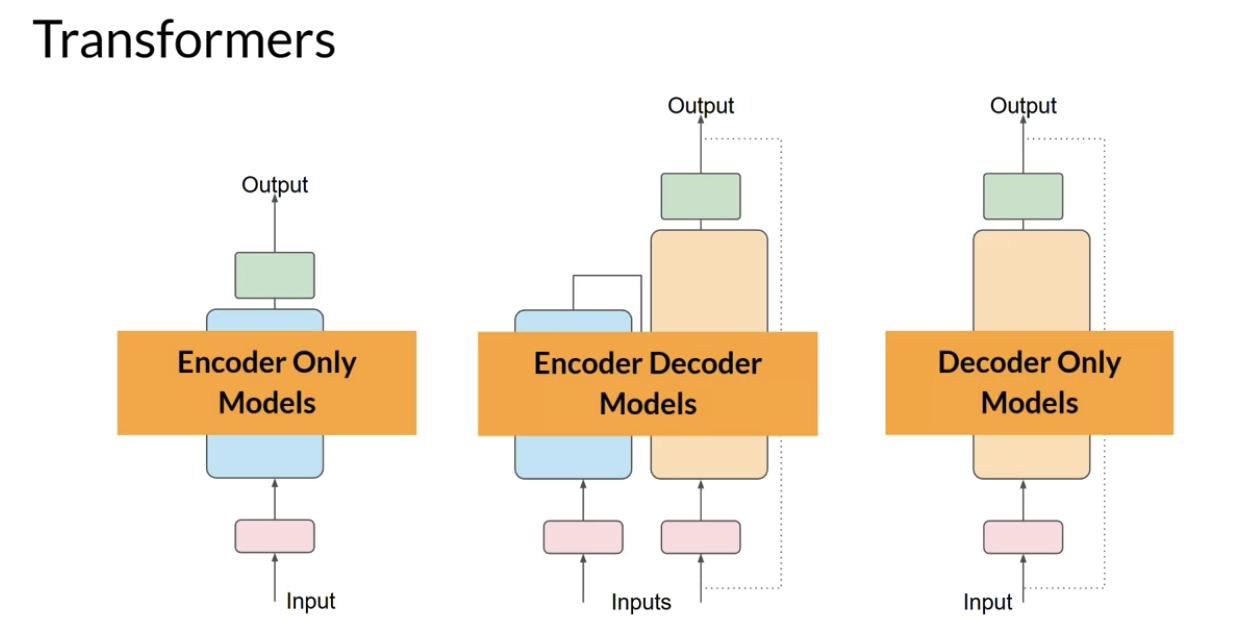 Transformers
Output
Encoder Only
Models
Input
Output
Encoder Decoder
Models
Inputs
Output
Decoder Only
Models
Input